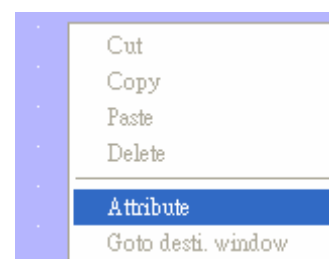 Cut
Copy
Paste
Delete
Attribute
Goto desti. window